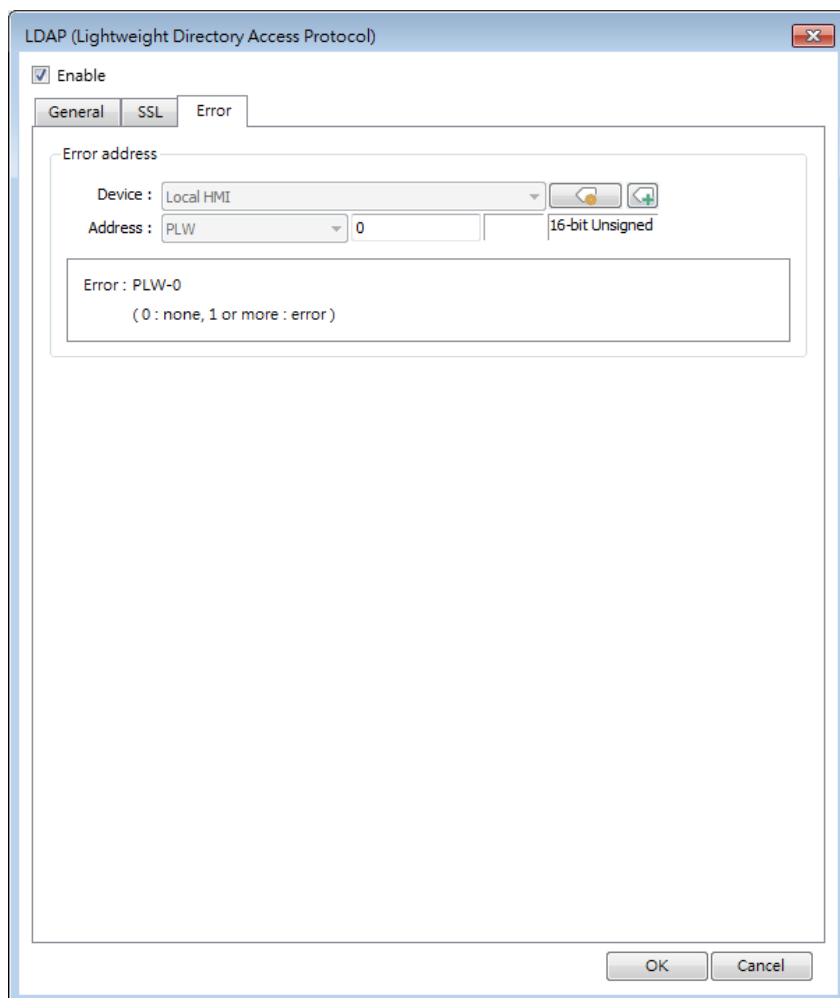 LDAP (Lightweight Directory Access Protocol)
Enable
General SSL Error
Error address
Device : Local HMI
Address : PLW 0 16-bit Unsigned
Error : PLW-0
( 0 : none, 1 or more : error )
OK Cancel